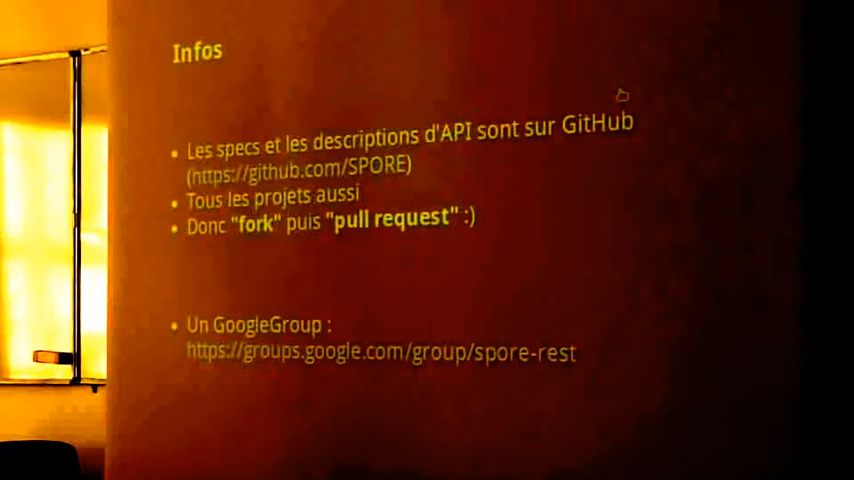 Infos
• Les specs et les descriptions d'API sont sur GitHub
(https://github.com/SPORE)
• Tous les projets aussi
• Donc "fork" puis "pull request" :)
• Un GoogleGroup :
https://groups.google.com/group/spore-rest